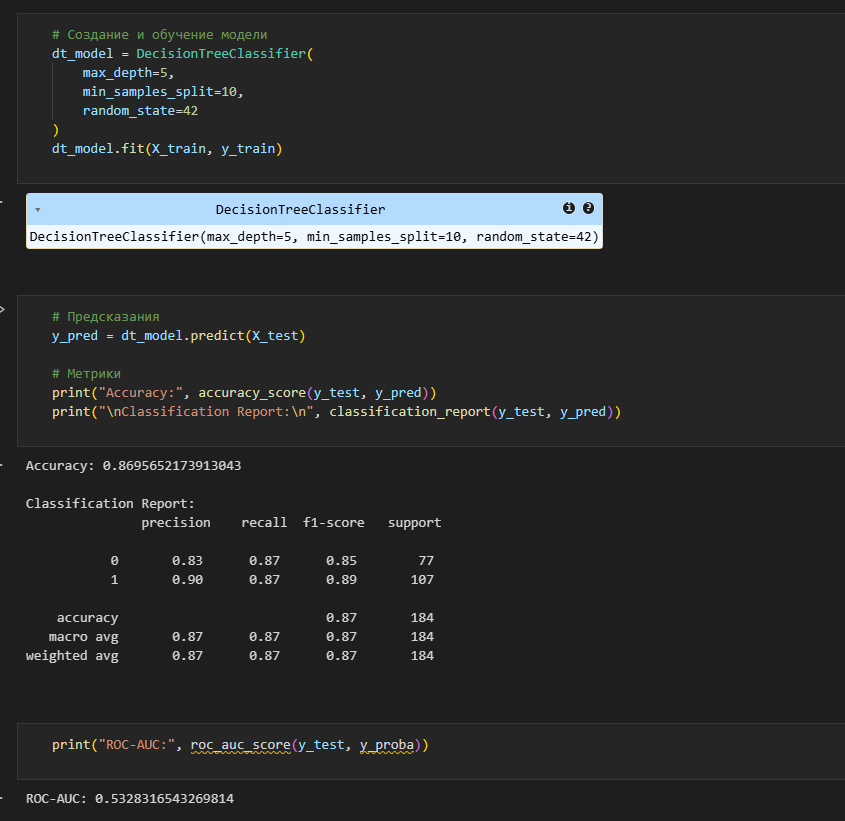 # Создание и обучение модели
dt_model = DecisionTreeClassifier(
    max_depth=5,
    min_samples_split=10,
    random_state=42
)
dt_model.fit(X_train, y_train)
DecisionTreeClassifier
DecisionTreeClassifier(max_depth=5, min_samples_split=10, random_state=42)
# Предсказания
y_pred = dt_model.predict(X_test)
# Метрики
print("Accuracy:", accuracy_score(y_test, y_pred))
print("\nClassification Report:\n", classification_report(y_test, y_pred))
Accuracy: 0.8695652173913043
Classification Report:
precision recall f1-score support
0 0.83 0.87 0.85 77
1 0.90 0.87 0.89 107
accuracy 0.87 184
macro avg 0.87 0.87 0.87 184
weighted avg 0.87 0.87 0.87 184
print("ROC-AUC:", roc_auc_score(y_test, y_proba))
ROC-AUC: 0.5328316543269814